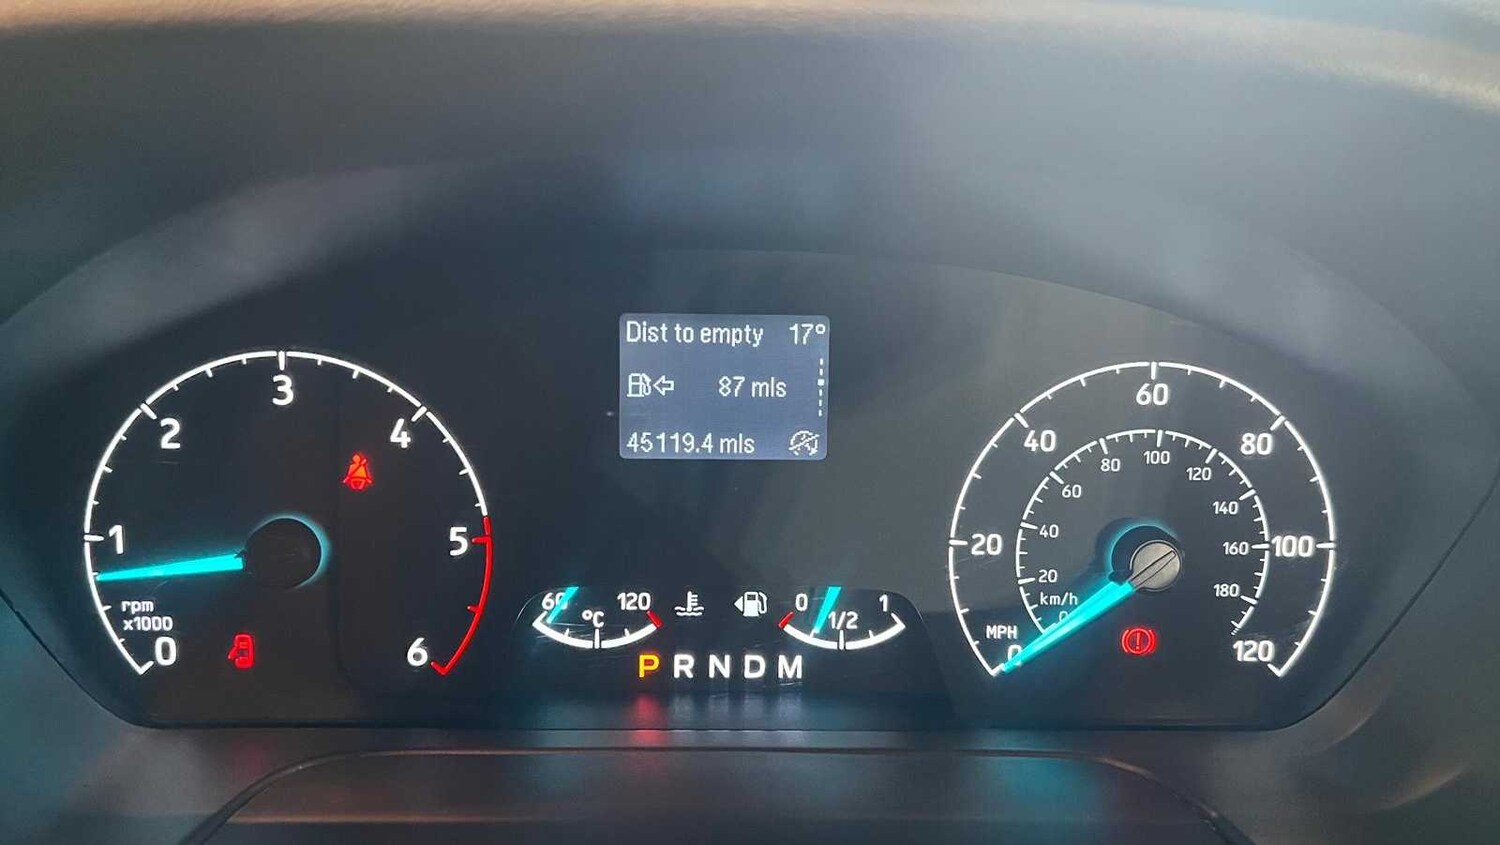 Dist to empty 17°
87 mls
45119.4 mls
0 1 2 3 4 5 6
rpm
x1000
60 °C 120
0 1/2 1
P R N D M
0 20 40 60 80 100 120
MPH
0 20 40 60 80 100 120 140 160 180
km/h